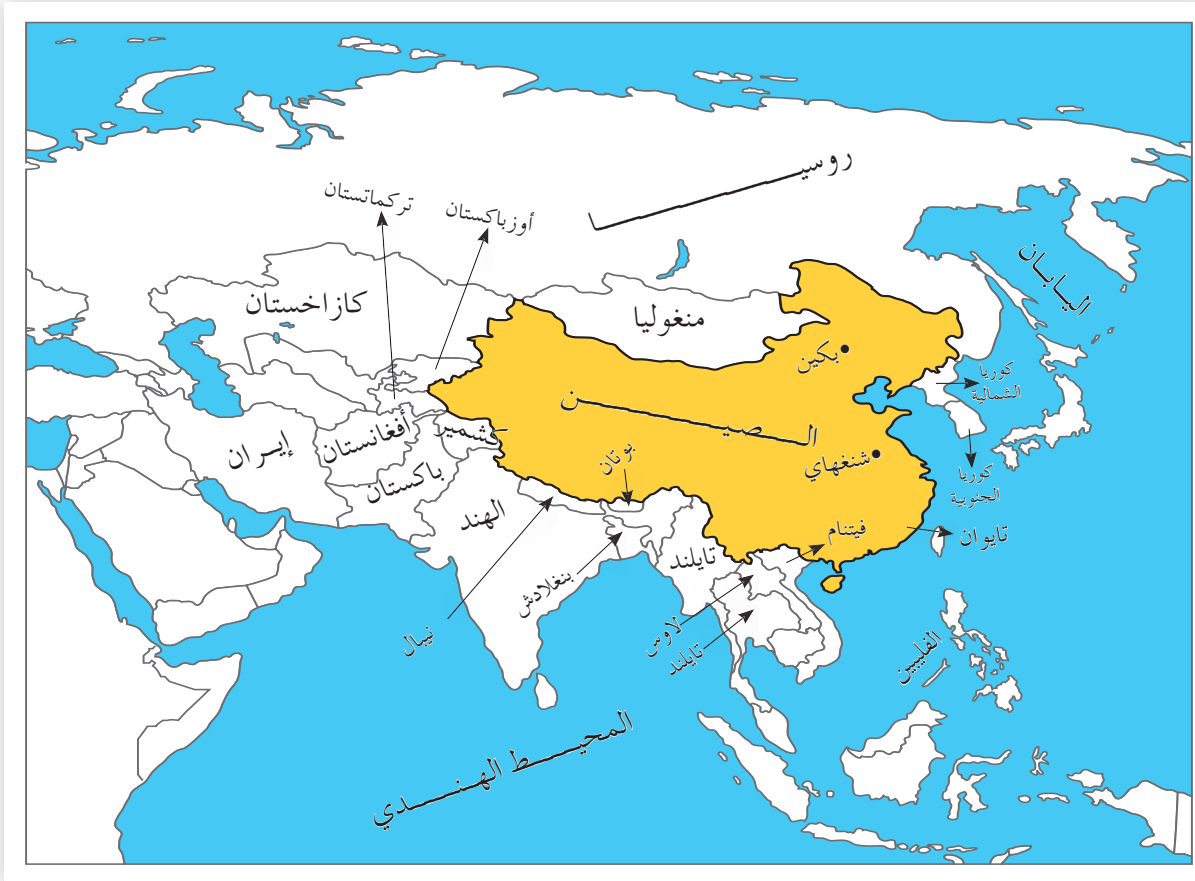 روسيا
تركمانستان
أوزباكستان
اليابان
كازاخستان
منغوليا
بكين
كوريا
الشمالية
الصين
إيران
أفغانستان
كشمير
باكستان
بوتان
شنغهاي
كوريا
الجنوبية
الهند
تايلند
فيتنام
تايوان
بنغلادش
نيبال
لاوس
تايلند
الفليبين
المحيط الهندي